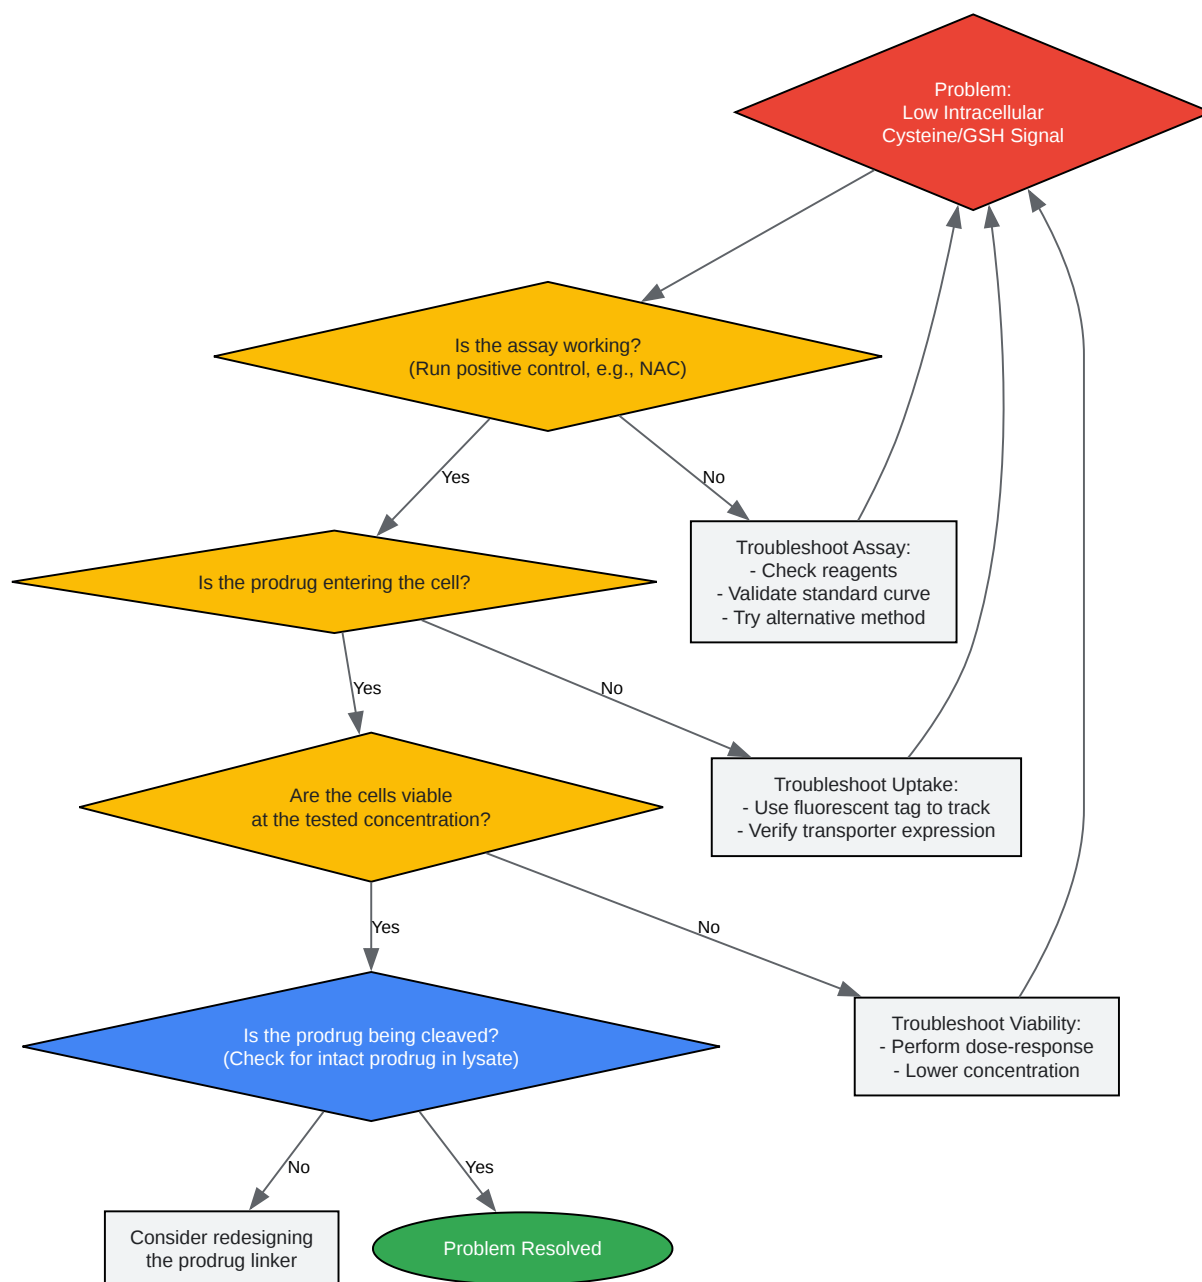 Problem:
Low Intracellular
Cysteine/GSH Signal
Is the assay working?
(Run positive control, e.g., NAC)
Yes
No
Is the prodrug entering the cell?
Troubleshoot Assay:
- Check reagents
- Validate standard curve
- Try alternative method
Yes
No
Are the cells viable
at the tested concentration?
Troubleshoot Uptake:
- Use fluorescent tag to track
- Verify transporter expression
Yes
No
Is the prodrug being cleaved?
(Check for intact prodrug in lysate)
Troubleshoot Viability:
- Perform dose-response
- Lower concentration
No
Yes
Consider redesigning
the prodrug linker
Problem Resolved